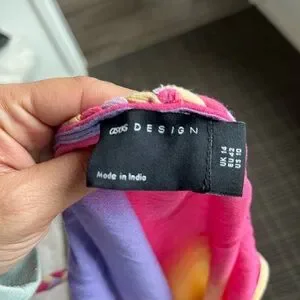 asos DESIGN
Made in India
UK 14
EU 42
US 10